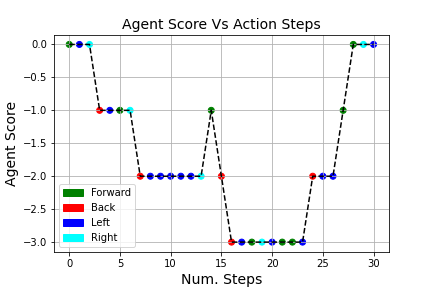 Agent Score Vs Action Steps
0.0
−0.5
−1.0
−1.5
−2.0
−2.5
−3.0
Agent Score
Forward
Back
Left
Right
0 5 10 15 20 25 30
Num. Steps